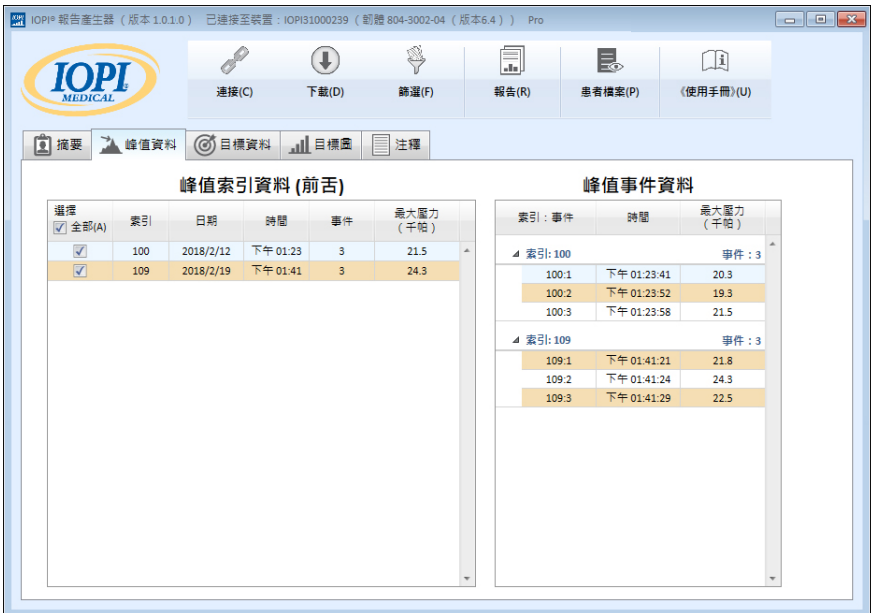 IOPI® 報告產生器 (版本 1.0.1.0) 已連接至裝置:IOPI31000239 (韌體 804-3002-04 (版本6.4)) Pro
IOPI
MEDICAL
連接(C) 下載(D) 篩選(F) 報告(R) 患者檔案(P) 《使用手冊》(U)
摘要 峰值資料 目標資料 目標圖 注釋
峰值索引資料 (前舌)
選擇 全部(A) 索引 日期 時間 事件 最大壓力 (千帕)
100 2018/2/12 下午 01:23 3 21.5
109 2018/2/19 下午 01:41 3 24.3
峰值事件資料
索引:事件 時間 最大壓力 (千帕)
索引: 100 事件:3
100:1 下午 01:23:41 20.3
100:2 下午 01:23:52 19.3
100:3 下午 01:23:58 21.5
索引: 109 事件:3
109:1 下午 01:41:21 21.8
109:2 下午 01:41:24 24.3
109:3 下午 01:41:29 22.5